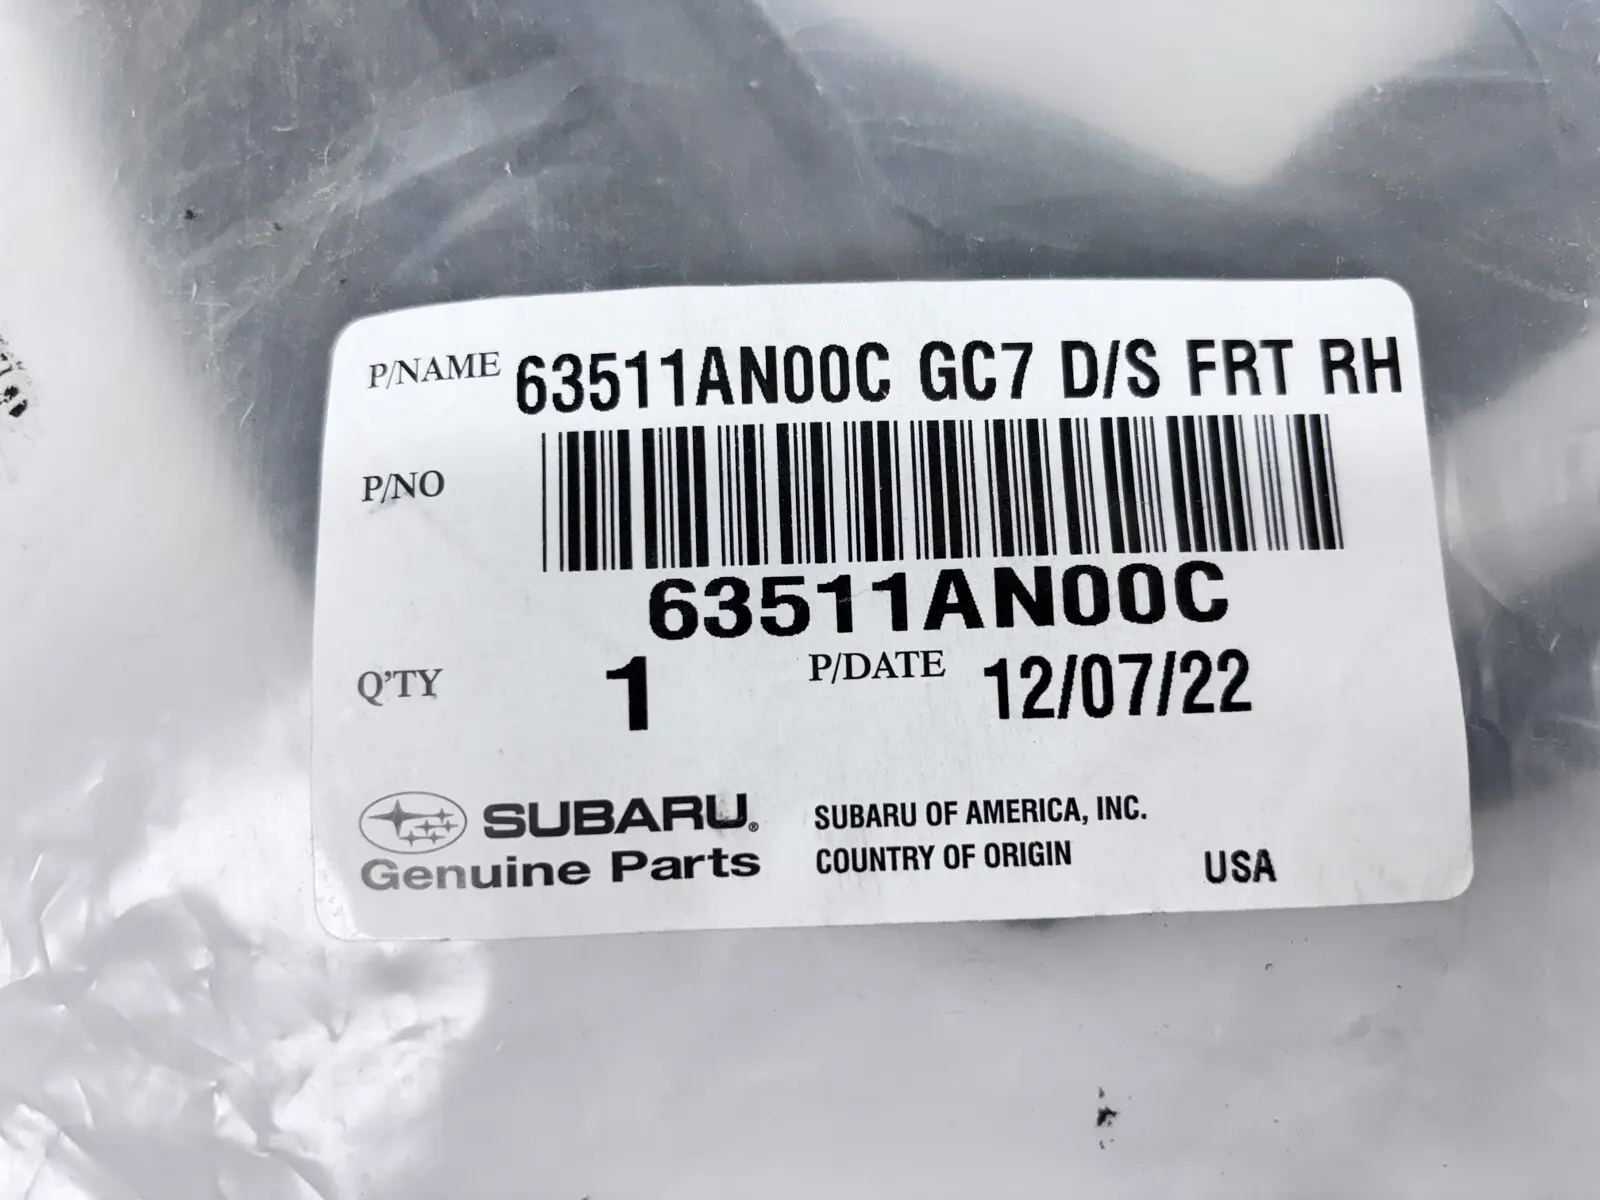 P/NAME 63511AN00C GC7 D/S FRT RH
P/NO
63511AN00C
Q'TY 1 P/DATE 12/07/22
SUBARU® SUBARU OF AMERICA, INC.
Genuine Parts COUNTRY OF ORIGIN USA